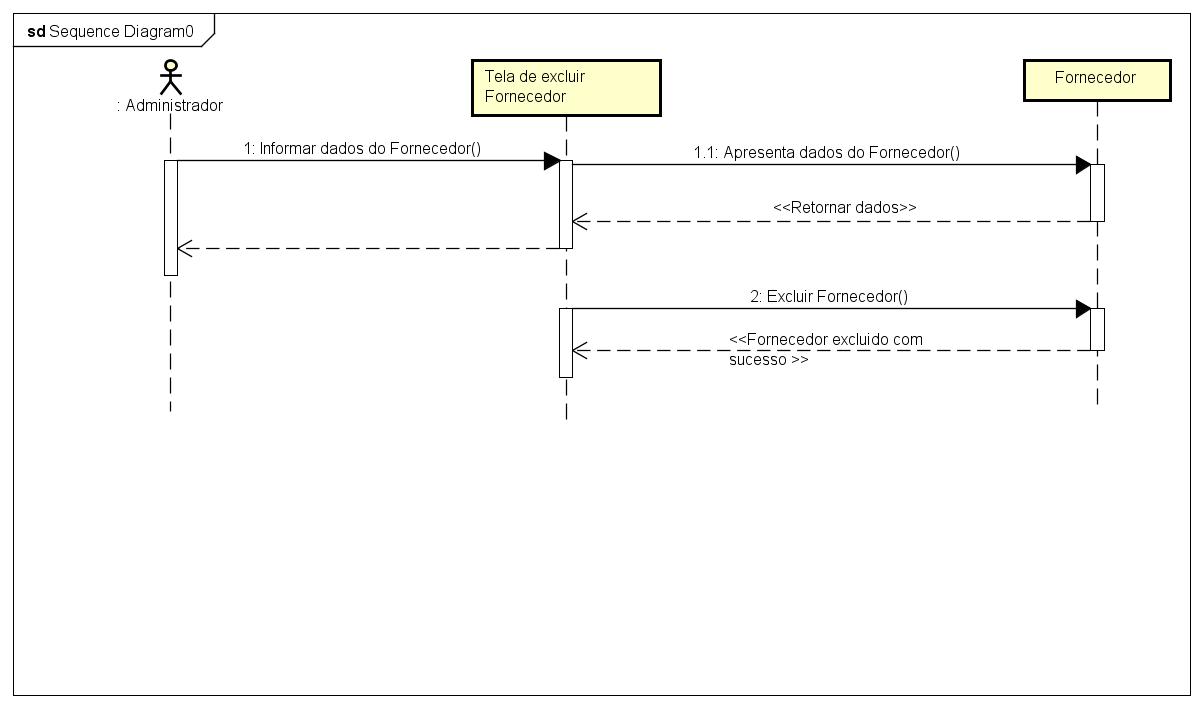 sd Sequence Diagram0
: Administrador
Tela de excluir
Fornecedor
Fornecedor
1: Informar dados do Fornecedor()
1.1: Apresenta dados do Fornecedor()
<<Retornar dados>>
2: Excluir Fornecedor()
<<Fornecedor excluido com
sucesso >>